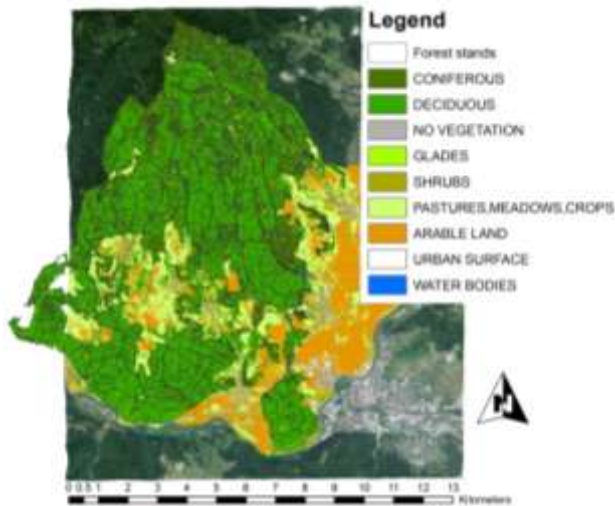 Legend
Forest stands
CONIFEROUS
DECIDUOUS
NO VEGETATION
GLADES
SHRUBS
PASTURES,MEADOWS,CROPS
ARABLE LAND
URBAN SURFACE
WATER BODIES
N
0 0.5 1 2 3 4 5 6 7 8 9 10 11 12 13
Kilometers